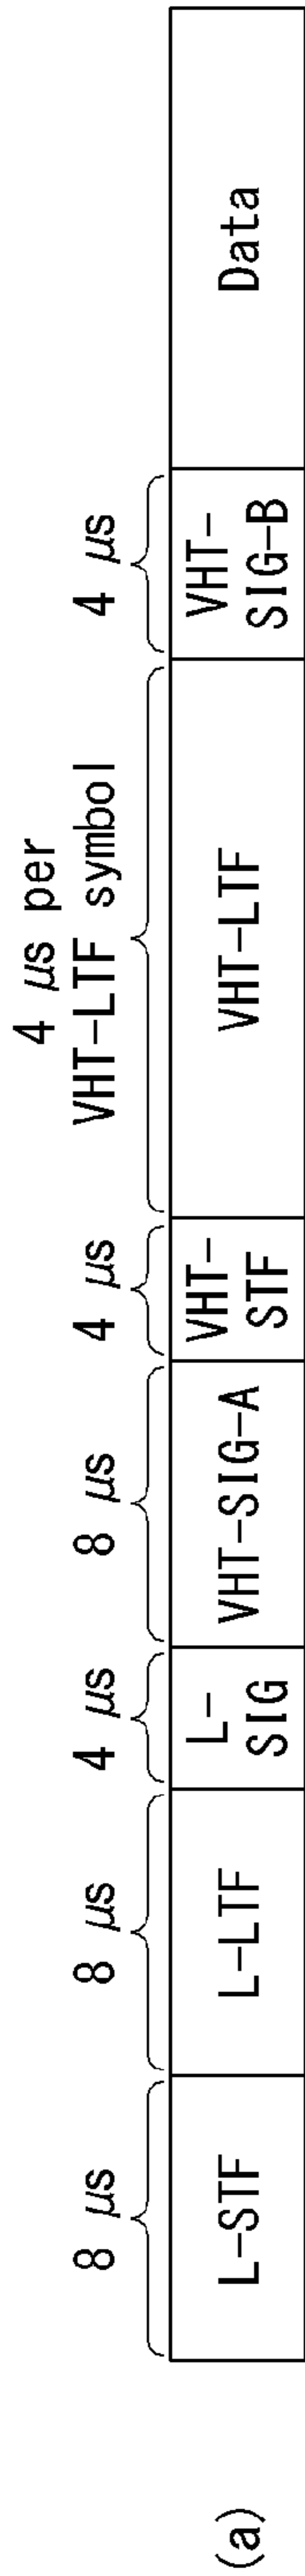 4 μs per
8 μs 8 μs 4 μs 8 μs 4 μs VHT-LTF symbol 4 μs
(a) L-STF L-LTF L-SIG VHT-SIG-A VHT-STF VHT-LTF VHT-SIG-B Data